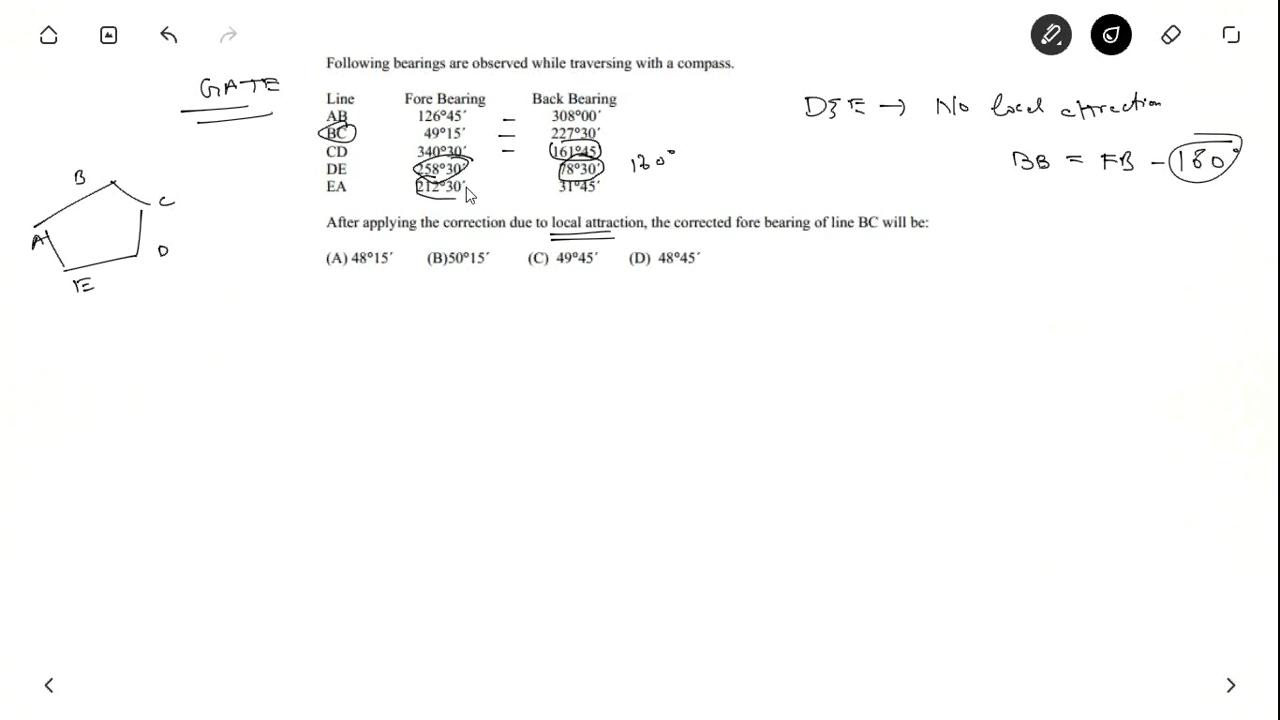 GATE
Following bearings are observed while traversing with a compass.
Line Fore Bearing Back Bearing
AB 126°45′ – 308°00′
BC 49°15′ – 227°30′
CD 340°30′ – 161°45′
DE 258°30′ 78°30′ 180°
EA 212°30′ 31°45′
After applying the correction due to local attraction, the corrected fore bearing of line BC will be:
(A) 48°15′ (B)50°15′ (C) 49°45′ (D) 48°45′
D & E → No local attraction
BB = FB – 180°
B
C
A
D
E